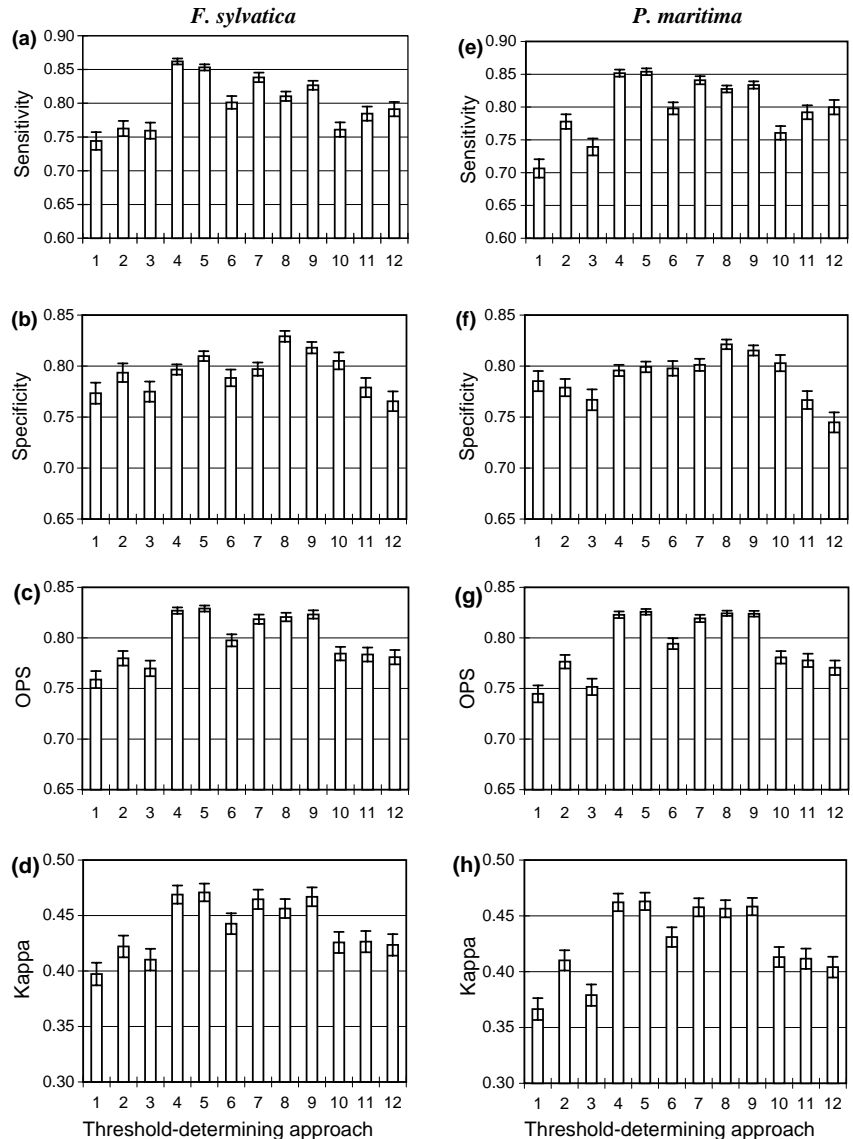 F. sylvatica
(a)
Sensitivity
0.90
0.85
0.80
0.75
0.70
0.65
0.60
1 2 3 4 5 6 7 8 9 10 11 12
(b)
Specificity
0.85
0.80
0.75
0.70
0.65
1 2 3 4 5 6 7 8 9 10 11 12
(c)
OPS
0.85
0.80
0.75
0.70
0.65
1 2 3 4 5 6 7 8 9 10 11 12
(d)
Kappa
0.50
0.45
0.40
0.35
0.30
1 2 3 4 5 6 7 8 9 10 11 12
Threshold-determining approach
P. maritima
(e)
Sensitivity
0.90
0.85
0.80
0.75
0.70
0.65
0.60
1 2 3 4 5 6 7 8 9 10 11 12
(f)
Specificity
0.85
0.80
0.75
0.70
0.65
1 2 3 4 5 6 7 8 9 10 11 12
(g)
OPS
0.85
0.80
0.75
0.70
0.65
1 2 3 4 5 6 7 8 9 10 11 12
(h)
Kappa
0.50
0.45
0.40
0.35
0.30
1 2 3 4 5 6 7 8 9 10 11 12
Threshold-determining approach